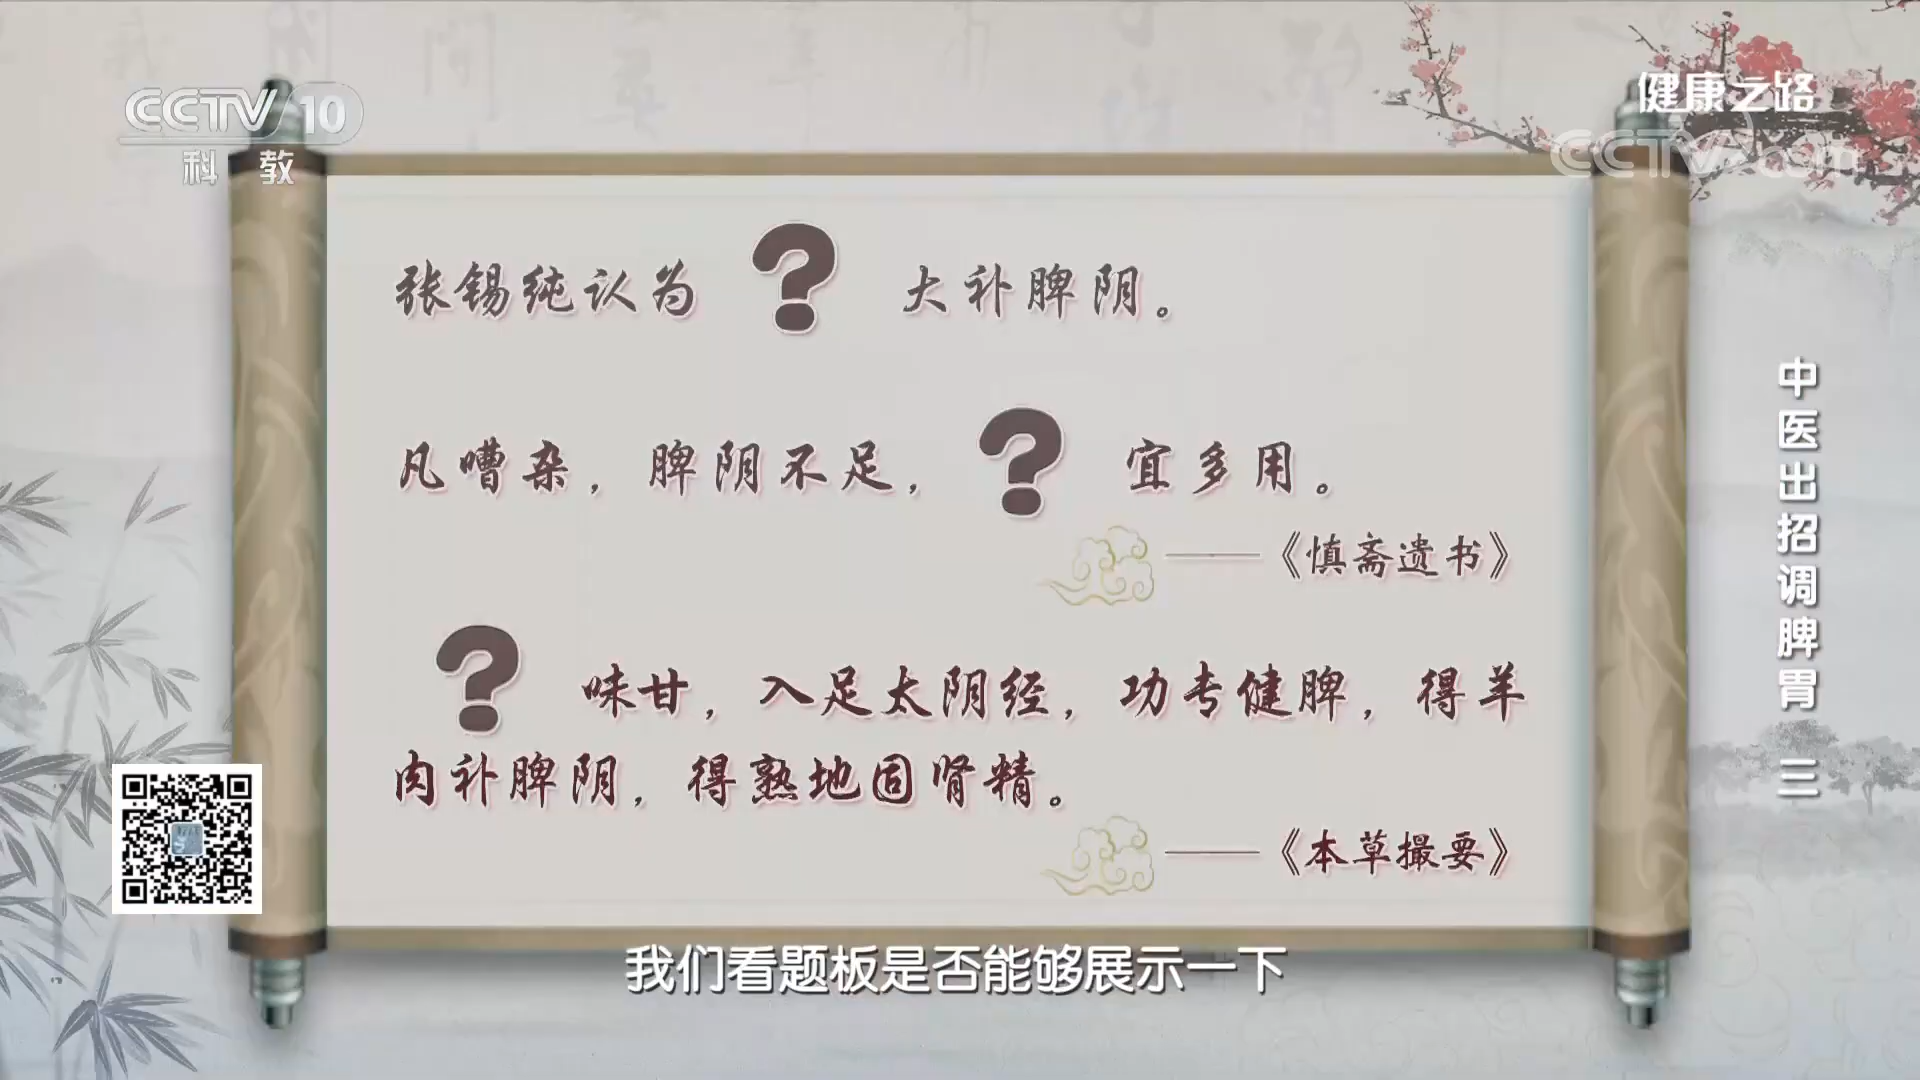 CCTV 10
科 教
健康之路
CCTV.com
张锡纯认为 ? 大补脾阴。
凡嘈杂，脾阴不足， ? 宜多用。
——《慎斋遗书》
? 味甘，入足太阴经，功专健脾，得羊
肉补脾阴，得熟地固肾精。
——《本草撮要》
中医出招调脾胃 三
我们看题板是否能够展示一下